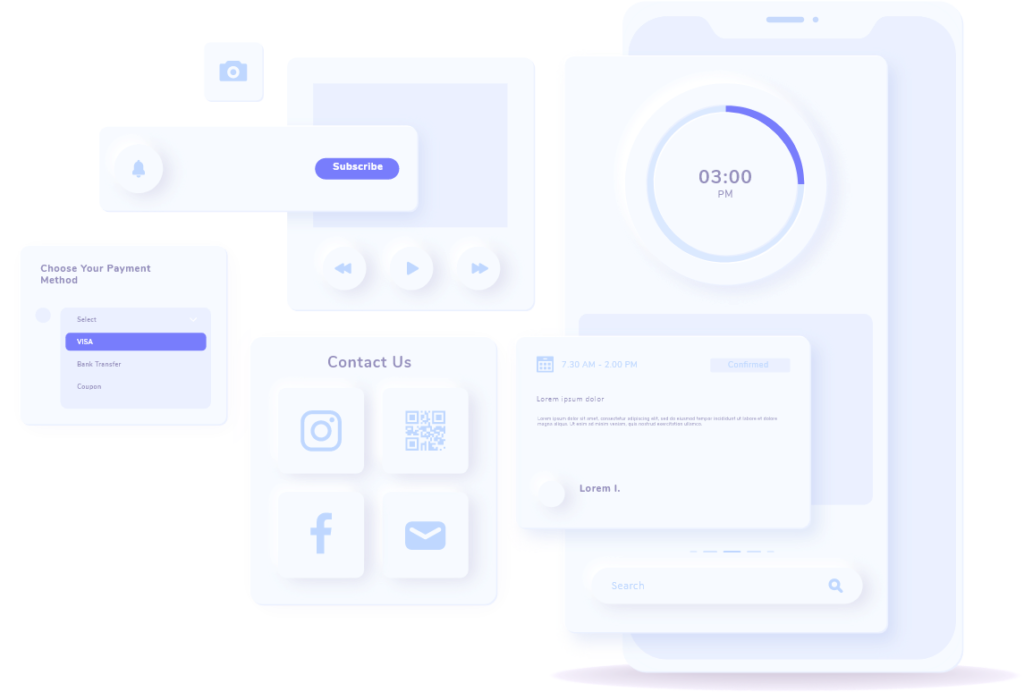 Subscribe
03:00
PM
Choose Your Payment
Method
Select
VISA
Bank Transfer
Coupon
Contact Us
7.30 AM - 2.00 PM
Confirmed
Lorem ipsum dolor
Lorem ipsum dolor sit amet, consectetur adipiscing elit, sed do eiusmod tempor incididunt ut labore et dolore
magna aliqua. Ut enim ad minim veniam, quis nostrud exercitation ullamco.
Lorem I.
Search